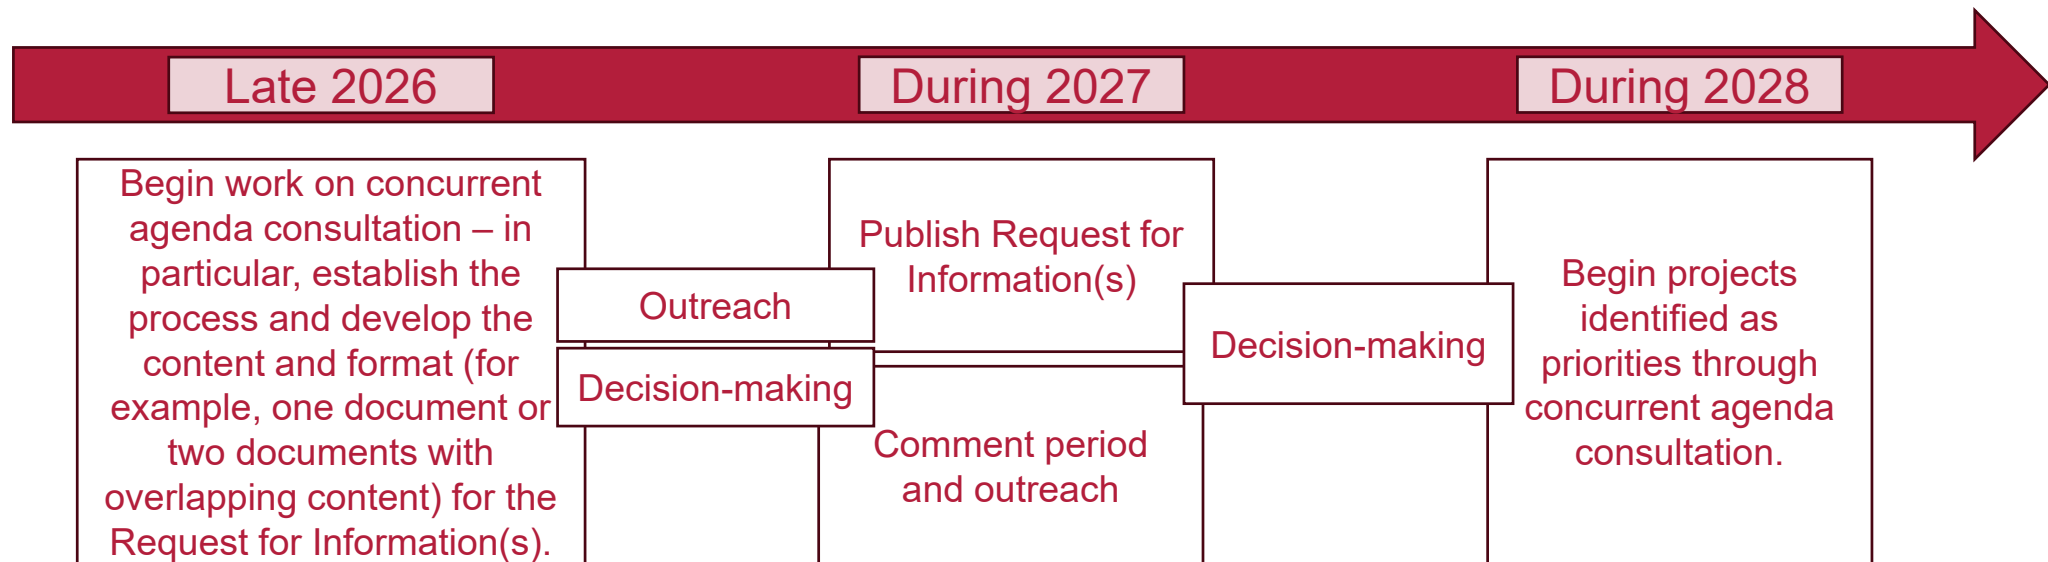 Late 2026
During 2027
During 2028
Begin work on concurrent
agenda consultation – in
particular, establish the
process and develop the
content and format (for
example, one document or
two documents with
overlapping content) for the
Request for Information(s).
Outreach
Decision-making
Publish Request for
Information(s)
Comment period
and outreach
Decision-making
Begin projects
identified as
priorities through
concurrent agenda
consultation.